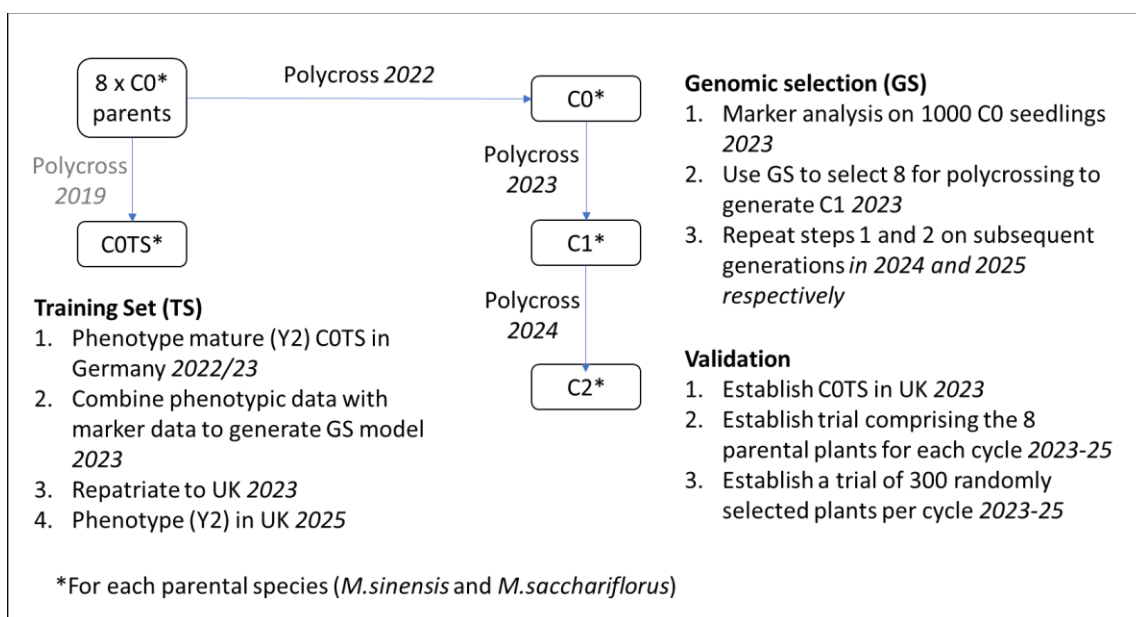 8 x C0*
parents
Polycross 2022
C0*
Polycross
2019
C0TS*
Polycross
2023
C1*
Polycross
2024
C2*
Training Set (TS)
1. Phenotype mature (Y2) C0TS in
Germany 2022/23
2. Combine phenotypic data with
marker data to generate GS model
2023
3. Repatriate to UK 2023
4. Phenotype (Y2) in UK 2025
Genomic selection (GS)
1. Marker analysis on 1000 C0 seedlings
2023
2. Use GS to select 8 for polycrossing to
generate C1 2023
3. Repeat steps 1 and 2 on subsequent
generations in 2024 and 2025
respectively
Validation
1. Establish C0TS in UK 2023
2. Establish trial comprising the 8
parental plants for each cycle 2023-25
3. Establish a trial of 300 randomly
selected plants per cycle 2023-25
*For each parental species (M.sinensis and M.sacchariflorus)